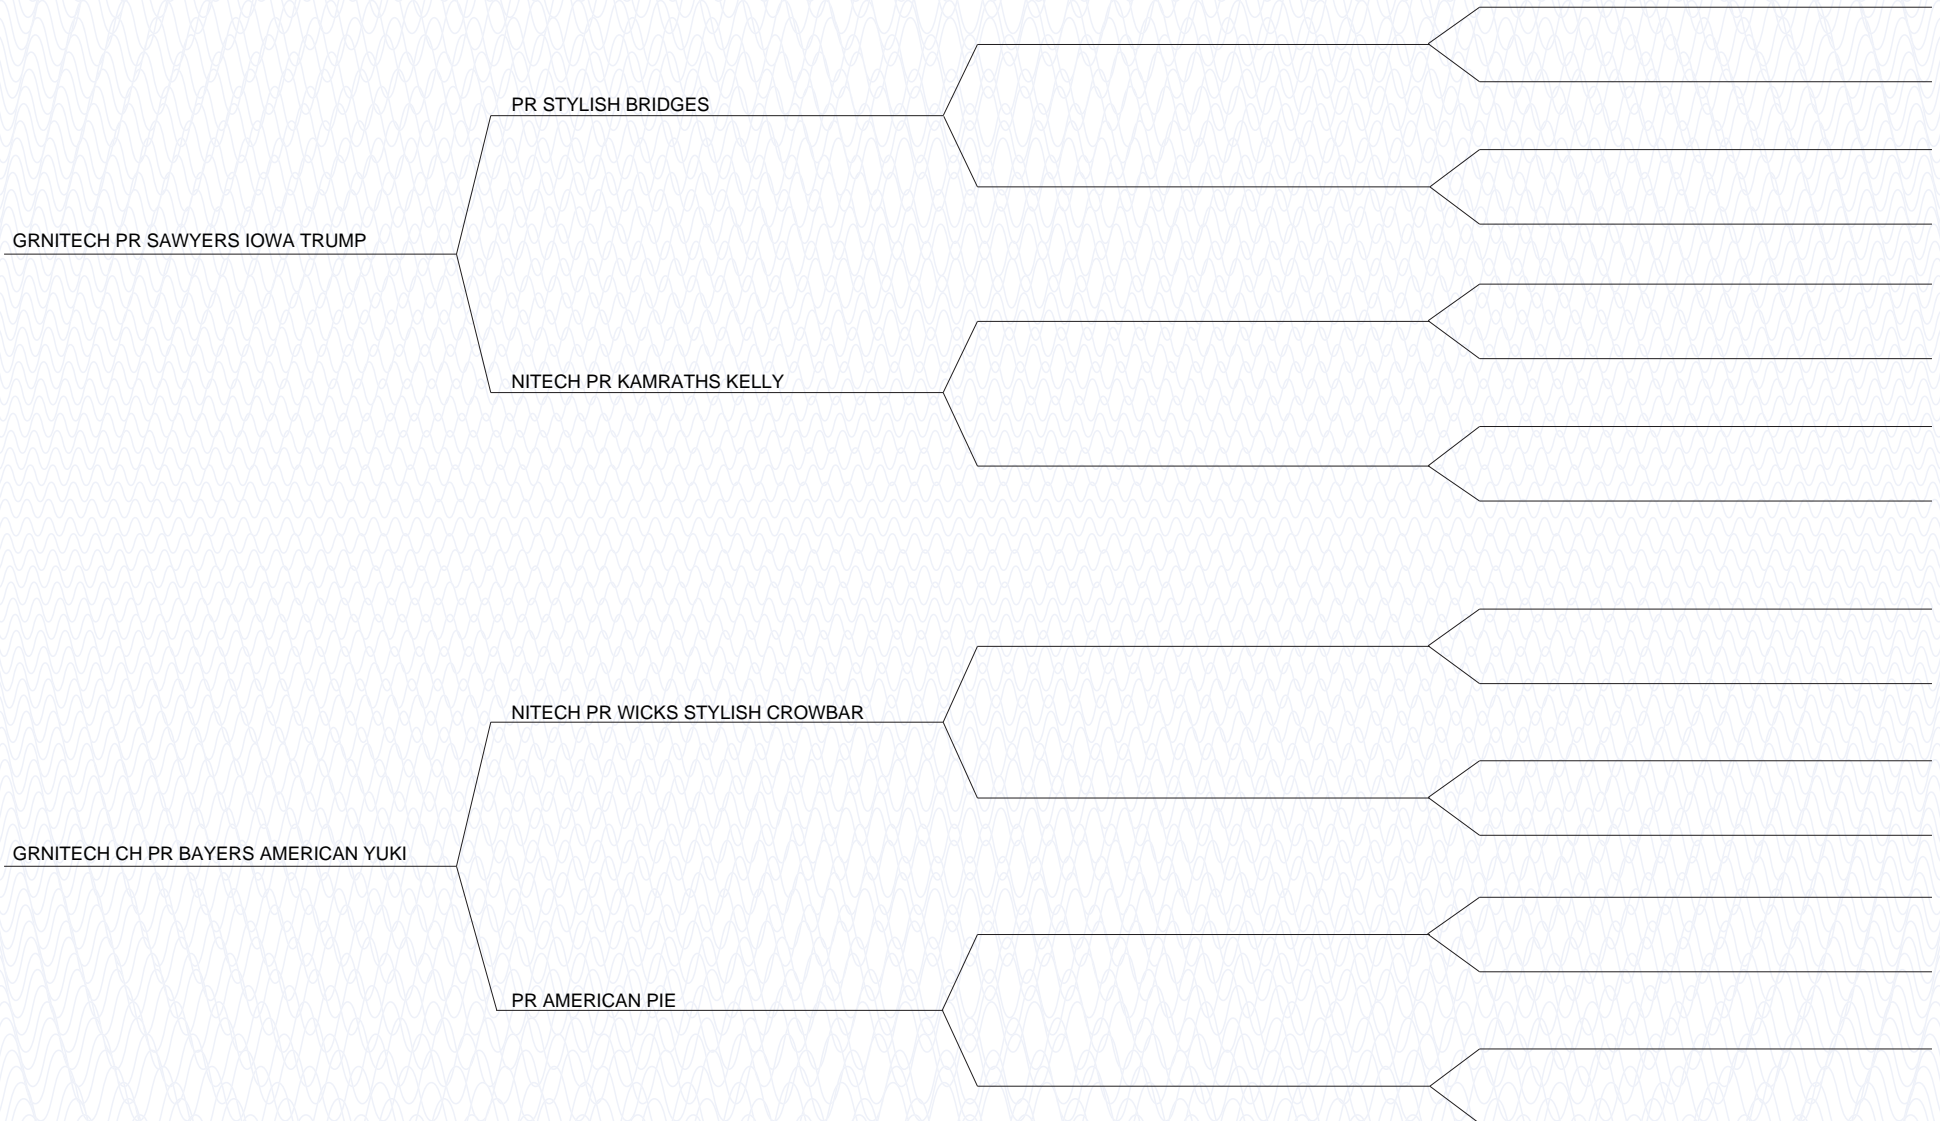 PR STYLISH BRIDGES
GRNITECH PR SAWYERS IOWA TRUMP
NITECH PR KAMRATHS KELLY
NITECH PR WICKS STYLISH CROWBAR
GRNITECH CH PR BAYERS AMERICAN YUKI
PR AMERICAN PIE